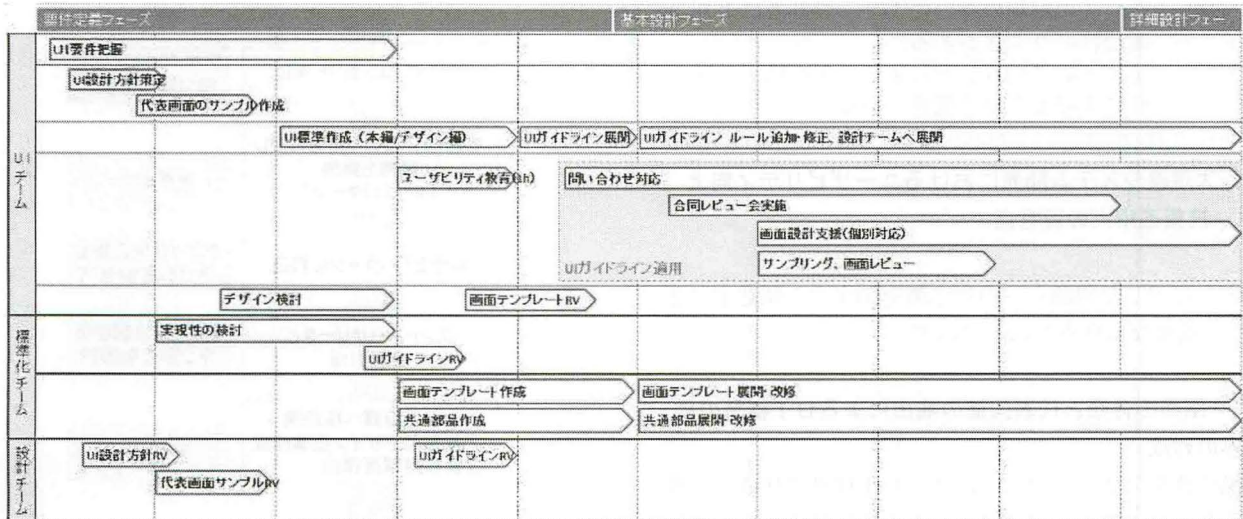 要件定義フェーズ
基本設計フェーズ
詳細設計フェー
UIチーム
UI要件把握
UI設計方針策定
代表画面のサンプル作成
UI標準作成（本編/デザイン編）
UIガイドライン展開
UIガイドライン ルール追加・修正、設計チームへ展開
ユーザビリティ教育(1h)
問い合わせ対応
合同レビュー会実施
画面設計支援(個別対応)
UIガイドライン適用
サンプリング、画面レビュー
デザイン検討
画面テンプレートRV
標準化チーム
実現性の検討
UIガイドラインRV
画面テンプレート作成
画面テンプレート展開・改修
共通部品作成
共通部品展開・改修
設計チーム
UI設計方針RV
UIガイドラインRV
代表画面サンプルRV